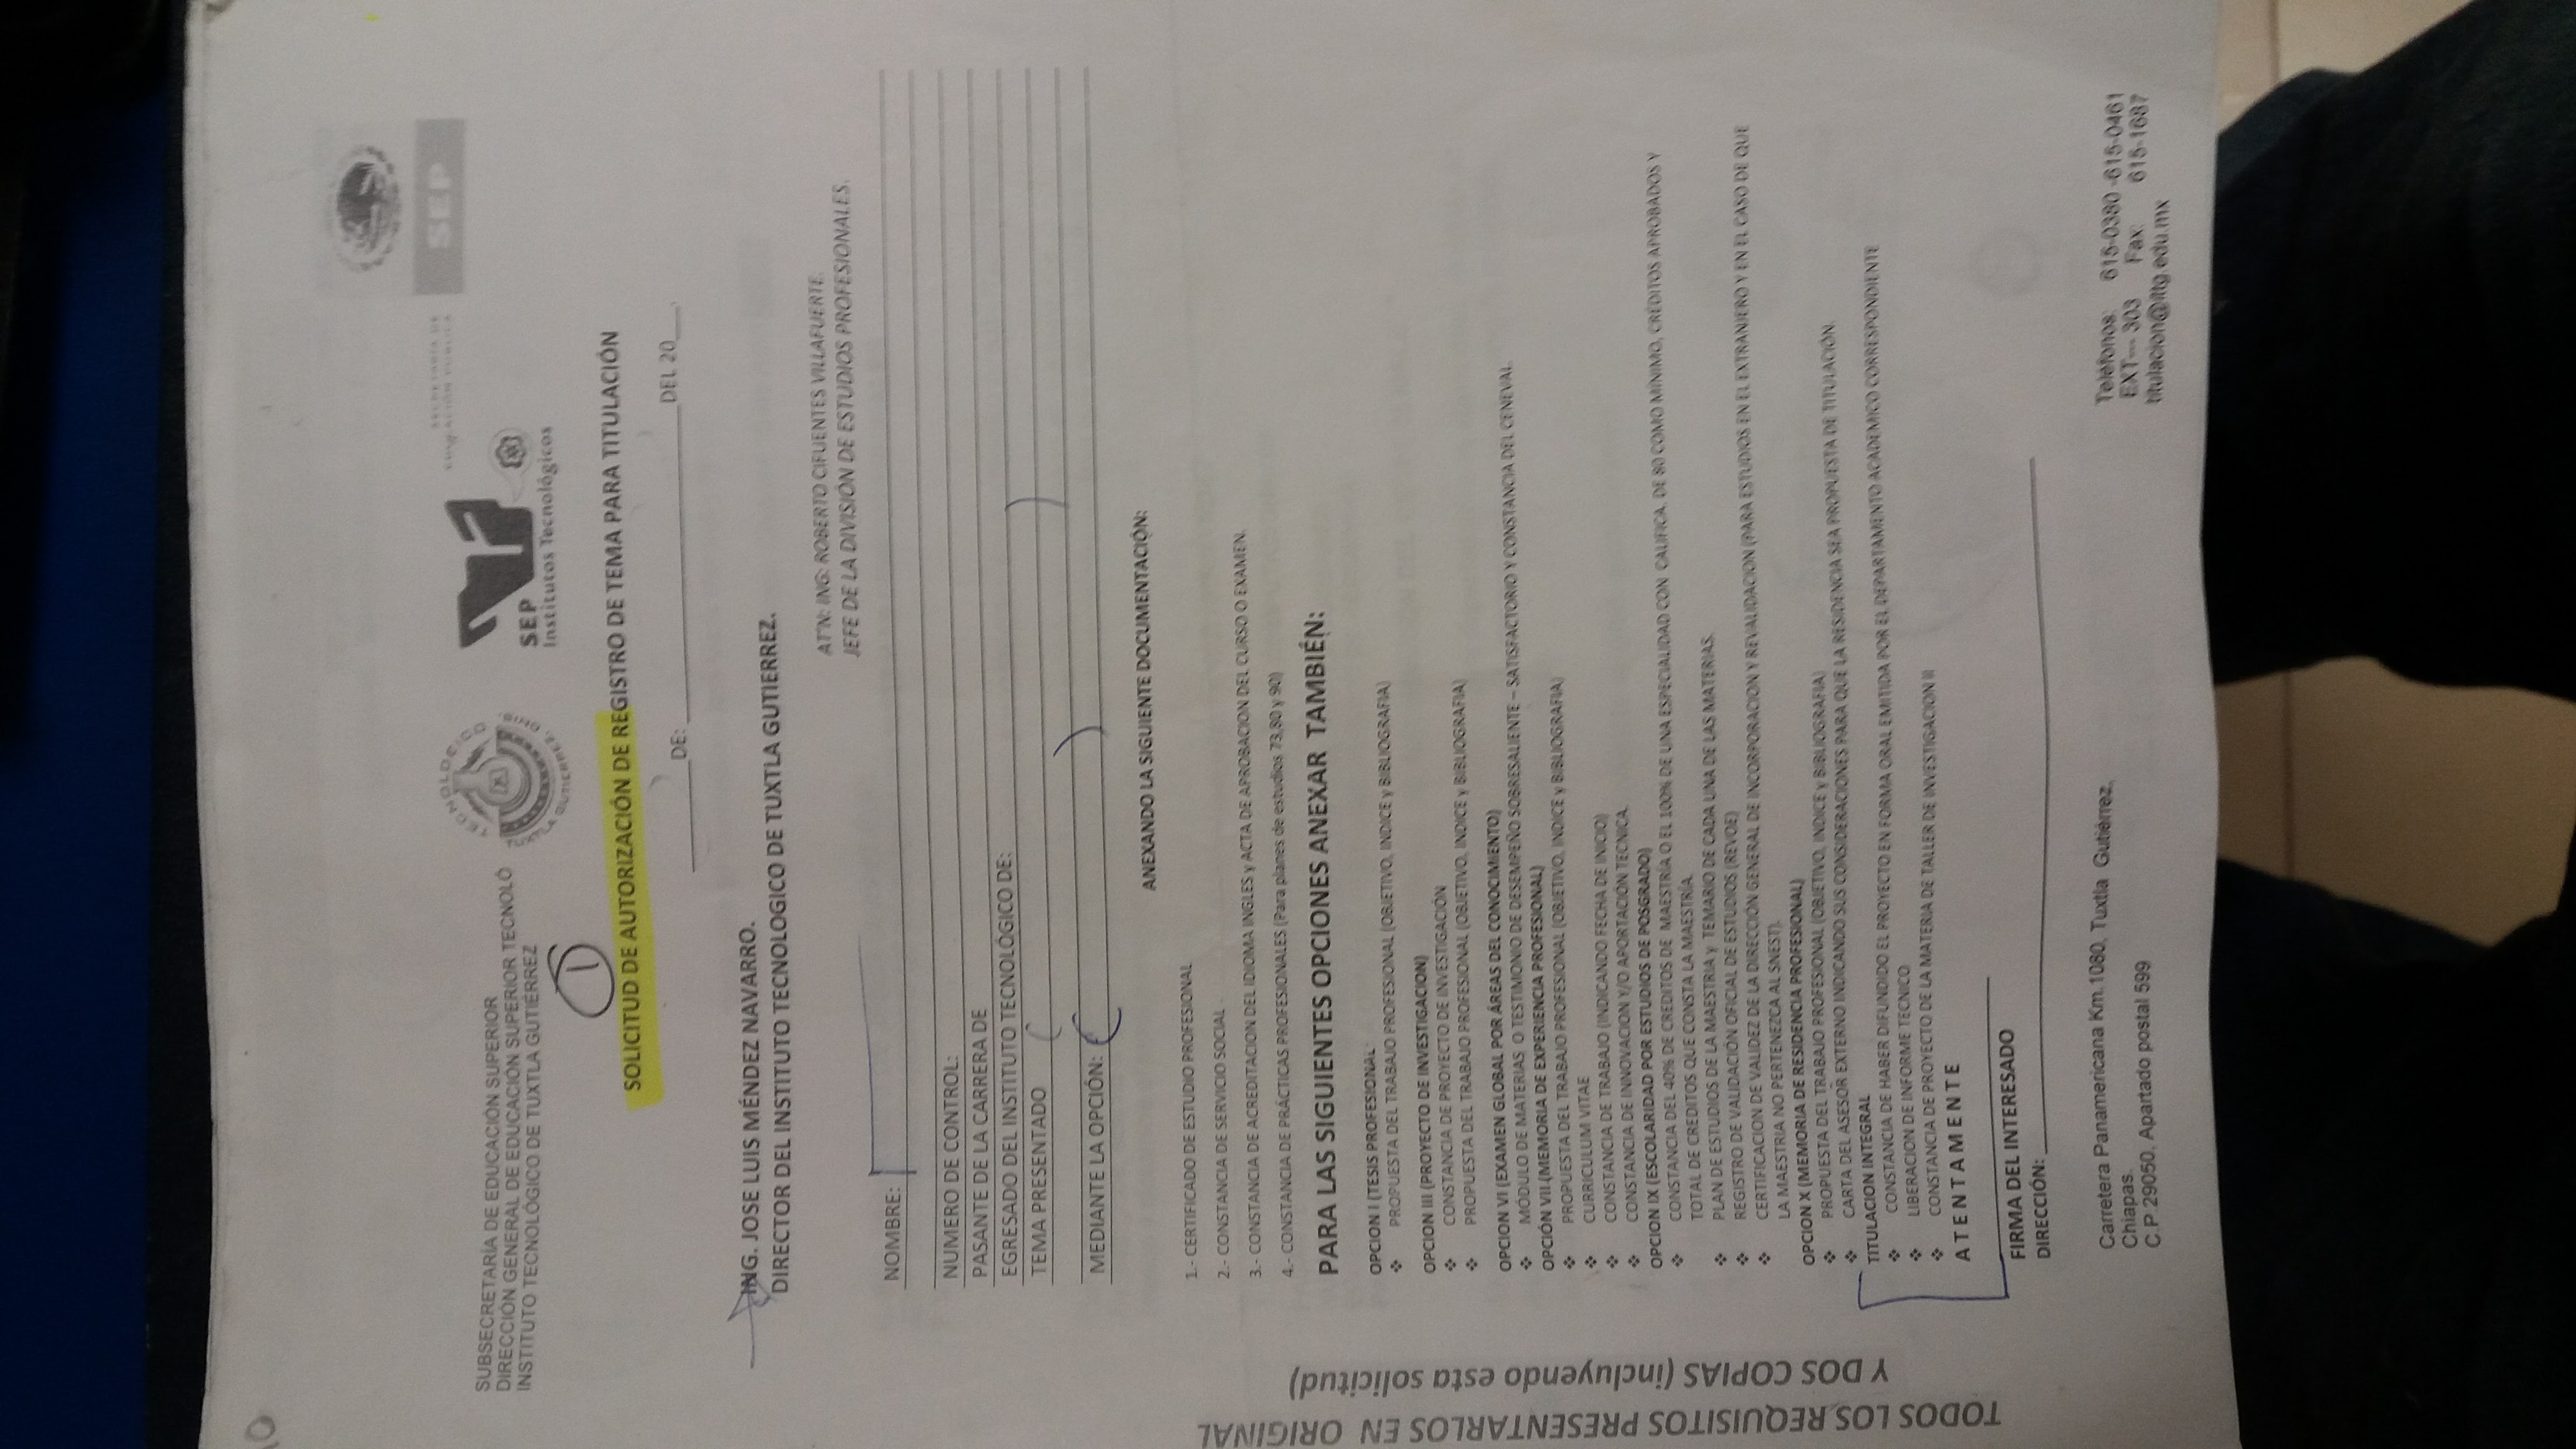 10
SEP
SECRETARÍA DE
EDUCACIÓN PÚBLICA
SUBSECRETARÍA DE EDUCACIÓN SUPERIOR
DIRECCIÓN GENERAL DE EDUCACIÓN SUPERIOR TECNOLÓ
INSTITUTO TECNOLÓGICO DE TUXTLA GUTIÉRREZ
SEP
Institutos Tecnológicos
1
SOLICITUD DE AUTORIZACIÓN DE REGISTRO DE TEMA PARA TITULACIÓN
________DE: ______________________DEL 20___.
ING. JOSE LUIS MÉNDEZ NAVARRO.
DIRECTOR DEL INSTITUTO TECNOLOGICO DE TUXTLA GUTIERREZ.
AT'N: ING: ROBERTO CIFUENTES VILLAFUERTE.
JEFE DE LA DIVISIÓN DE ESTUDIOS PROFESIONALES.
NOMBRE:
NUMERO DE CONTROL:
PASANTE DE LA CARRERA DE
EGRESADO DEL INSTITUTO TECNOLÓGICO DE:
TEMA PRESENTADO ( )
MEDIANTE LA OPCIÓN: ( )
ANEXANDO LA SIGUIENTE DOCUMENTACIÓN:
1.- CERTIFICADO DE ESTUDIO PROFESIONAL
2.- CONSTANCIA DE SERVICIO SOCIAL .
3.- CONSTANCIA DE ACREDITACION DEL IDIOMA INGLES y ACTA DE APROBACION DEL CURSO O EXAMEN.
4.- CONSTANCIA DE PRÁCTICAS PROFESIONALES (Para planes de estudios 73,80 y 90)
PARA LAS SIGUIENTES OPCIONES ANEXAR TAMBIÉN:
OPCION I (TESIS PROFESIONAL
❖ PROPUESTA DEL TRABAJO PROFESIONAL (OBJETIVO, INDICE y BIBLIOGRAFIA)
OPCION III (PROYECTO DE INVESTIGACION)
❖ CONSTANCIA DE PROYECTO DE INVESTIGACIÓN
❖ PROPUESTA DEL TRABAJO PROFESIONAL (OBJETIVO, INDICE y BIBLIOGRAFIA)
OPCION VI (EXAMEN GLOBAL POR ÁREAS DEL CONOCIMIENTO)
❖ MÓDULO DE MATERIAS O TESTIMONIO DE DESEMPEÑO SOBRESALIENTE – SATISFACTORIO Y CONSTANCIA DEL CENEVAL.
OPCIÓN VII (MEMORIA DE EXPERIENCIA PROFESIONAL)
❖ PROPUESTA DEL TRABAJO PROFESIONAL (OBJETIVO, INDICE y BIBLIOGRAFIA)
❖ CURRICULUM VITAE
❖ CONSTANCIA DE TRABAJO (INDICANDO FECHA DE INICIO)
❖ CONSTANCIA DE INNOVACION Y/O APORTACIÓN TECNICA.
OPCION IX (ESCOLARIDAD POR ESTUDIOS DE POSGRADO)
❖ CONSTANCIA DEL 40% DE CREDITOS DE MAESTRÍA O EL 100% DE UNA ESPECIALIDAD CON CALIFICA. DE 80 COMO MÍNIMO, CRÉDITOS APROBADOS Y
TOTAL DE CREDITOS QUE CONSTA LA MAESTRÍA.
❖ PLAN DE ESTUDIOS DE LA MAESTRIA y TEMARIO DE CADA UNA DE LAS MATERIAS.
❖ REGISTRO DE VALIDACIÓN OFICIAL DE ESTUDIOS (REVOE)
❖ CERTIFICACION DE VALIDEZ DE LA DIRECCIÓN GENERAL DE INCORPORACION Y REVALIDACION (PARA ESTUDIOS EN EL EXTRANJERO Y EN EL CASO DE QUE
LA MAESTRIA NO PERTENEZCA AL SNEST).
OPCION X (MEMORIA DE RESIDENCIA PROFESIONAL)
❖ PROPUESTA DEL TRABAJO PROFESIONAL (OBJETIVO, INDICE y BIBLIOGRAFIA)
❖ CARTA DEL ASESOR EXTERNO INDICANDO SUS CONSIDERACIONES PARA QUE LA RESIDENCIA SEA PROPUESTA DE TITULACIÓN.
TITULACION INTEGRAL
❖ CONSTANCIA DE HABER DIFUNDIDO EL PROYECTO EN FORMA ORAL EMITIDA POR EL DEPARTAMENTO ACADEMICO CORRESPONDIENTE
❖ LIBERACION DE INFORME TECNICO
❖ CONSTANCIA DE PROYECTO DE LA MATERIA DE TALLER DE INVESTIGACION II
A T E N T A M E N T E
FIRMA DEL INTERESADO
DIRECCIÓN:
Carretera Panamericana Km.1080, Tuxtla Gutiérrez,
Chiapas.
C.P.29050, Apartado postal 599
Teléfonos: 615-0380 -615-0461
EXT--- 303 Fax: 615-1687
titulacion@ittg.edu.mx
TODOS LOS REQUISITOS PRESENTARLOS EN ORIGINAL
Y DOS COPIAS (incluyendo esta solicitud)